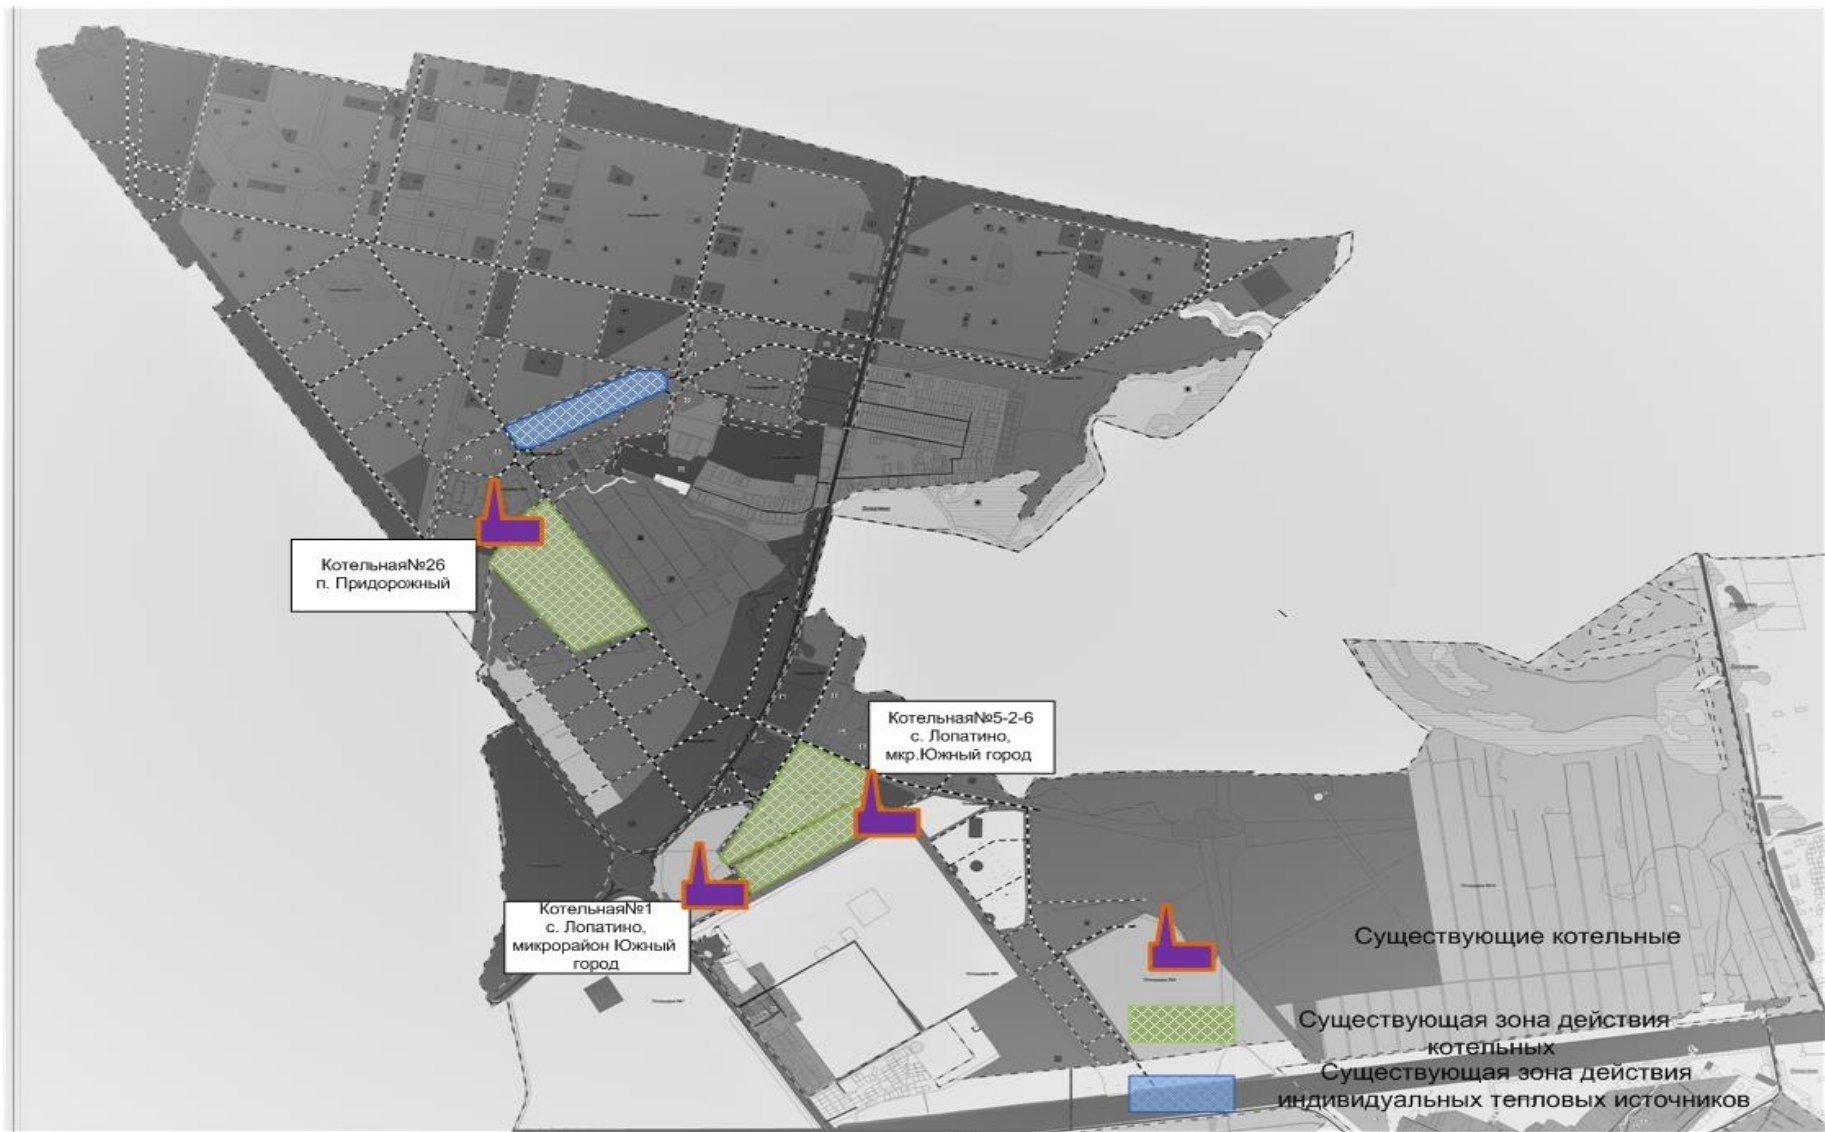 Котельная№26
п. Придорожный
Котельная№5-2-6
с. Лопатино,
мкр.Южный город
Котельная№1
с. Лопатино,
микрорайон Южный
город
Существующие котельные
Существующая зона действия
котельных
Существующая зона действия
индивидуальных тепловых источников